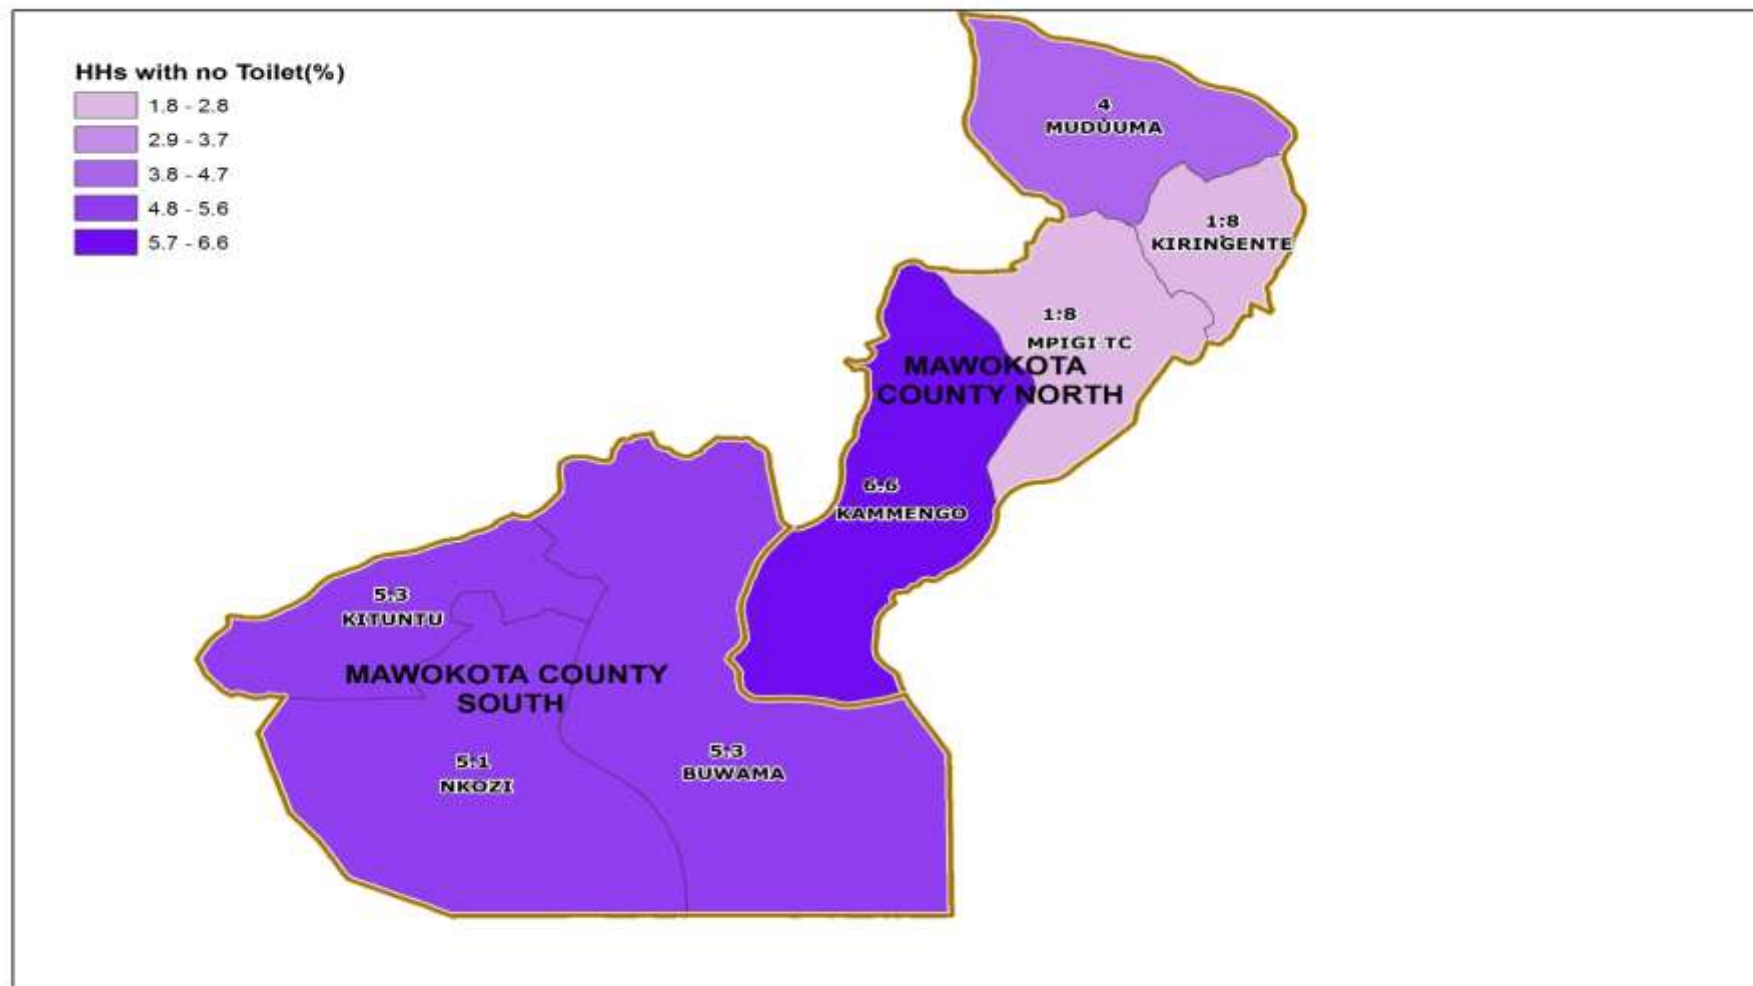 HHs with no Toilet(%)
1.8 - 2.8
2.9 - 3.7
3.8 - 4.7
4.8 - 5.6
5.7 - 6.6
4
MUDUUMA
1:8
KIRINGENTE
1:8
MPIGI TC
MAWOKOTA
COUNTY NORTH
6.6
KAMMENGO
5.3
KITUNTU
MAWOKOTA COUNTY
SOUTH
5.1
NKOZI
5.3
BUWAMA